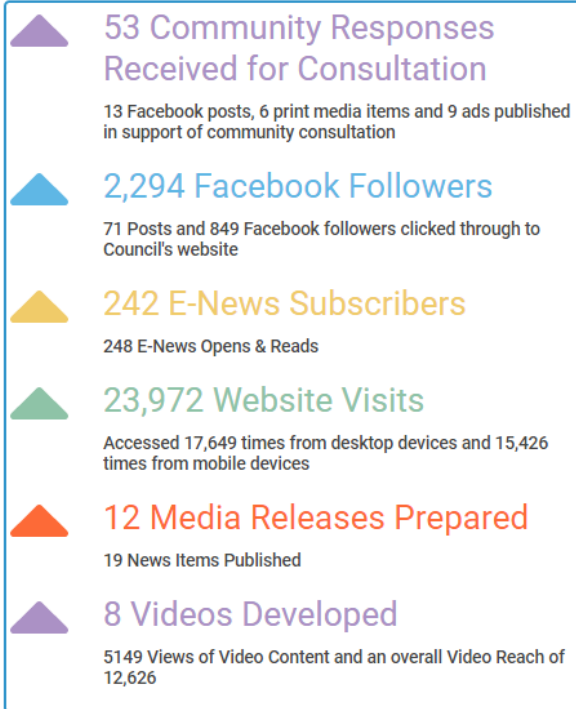 53 Community Responses
Received for Consultation
13 Facebook posts, 6 print media items and 9 ads published
in support of community consultation
2,294 Facebook Followers
71 Posts and 849 Facebook followers clicked through to
Council's website
242 E-News Subscribers
248 E-News Opens & Reads
23,972 Website Visits
Accessed 17,649 times from desktop devices and 15,426
times from mobile devices
12 Media Releases Prepared
19 News Items Published
8 Videos Developed
5149 Views of Video Content and an overall Video Reach of
12,626